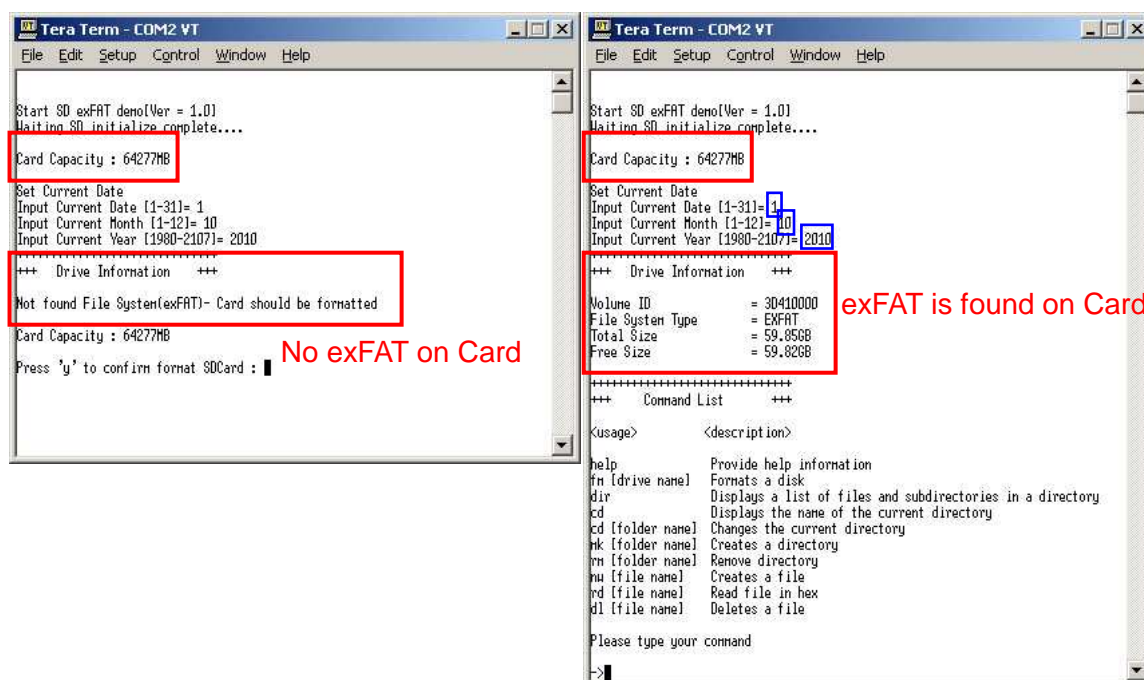 Tera Term - COM2 VT
File Edit Setup Control Window Help
Start SD exFAT demo[Ver = 1.0]
Waiting SD initialize complete....
Card Capacity : 64277MB
Set Current Date
Input Current Date [1-31]= 1
Input Current Month [1-12]= 10
Input Current Year [1980-2107]= 2010
+++++++++++++++++++++++++++++++
+++ Drive Information +++
Not found File System(exFAT)- Card should be formatted
Card Capacity : 64277MB
No exFAT on Card
Press 'y' to confirm format SDCard :
Tera Term - COM2 VT
File Edit Setup Control Window Help
Start SD exFAT demo[Ver = 1.0]
Waiting SD initialize complete....
Card Capacity : 64277MB
Set Current Date
Input Current Date [1-31]= 1
Input Current Month [1-12]= 10
Input Current Year [1980-2107]= 2010
+++++++++++++++++++++++++++++++
+++ Drive Information +++
Volume ID = 3D410000
exFAT is found on Card
File System Type = EXFAT
Total Size = 59.85GB
Free Size = 59.82GB
+++++++++++++++++++++++++++++++
+++ Command List +++
<usage> <description>
help Provide help information
fm [drive name] Formats a disk
dir Displays a list of files and subdirectories in a directory
cd Displays the name of the current directory
cd [folder name] Changes the current directory
mk [folder name] Creates a directory
rm [folder name] Remove directory
nw [file name] Creates a file
rd [file name] Read file in hex
dl [file name] Deletes a file
Please type your command
->